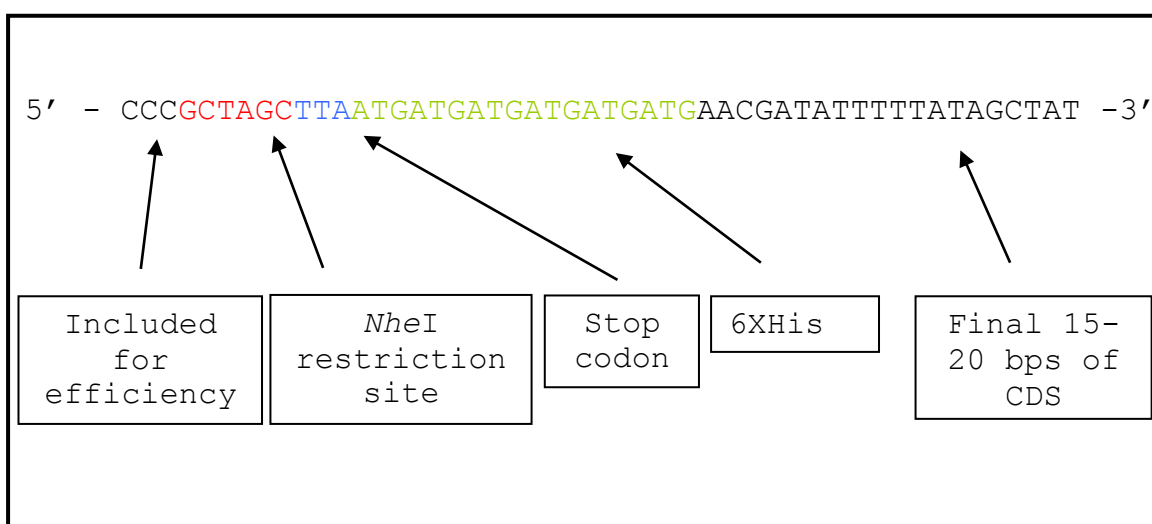 5’ - CCCGCTAGCTTAATGATGATGATGATGATGAACGATATTTTTATAGCTAT -3’
Included
for
efficiency
NheI
restriction
site
Stop
codon
6XHis
Final 15-
20 bps of
CDS